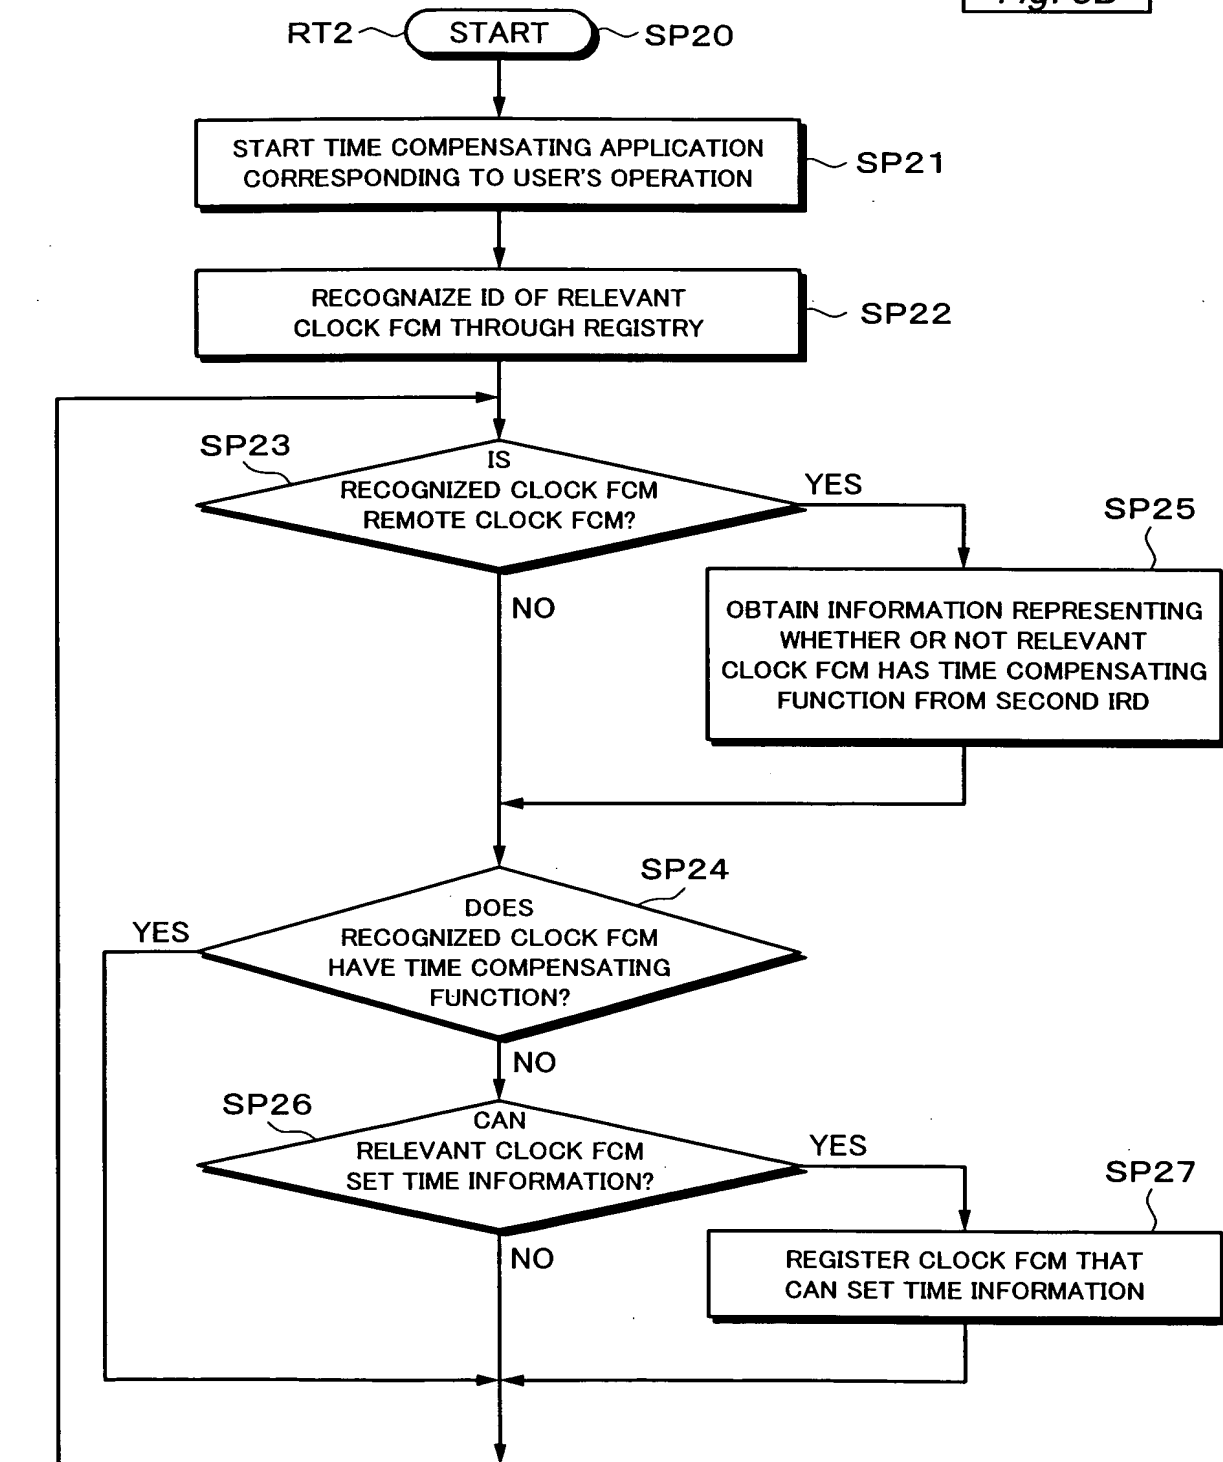 RT2
START
SP20
START TIME COMPENSATING APPLICATION
CORRESPONDING TO USER'S OPERATION
SP21
RECOGNAIZE ID OF RELEVANT
CLOCK FCM THROUGH REGISTRY
SP22
SP23
IS
RECOGNIZED CLOCK FCM
REMOTE CLOCK FCM?
YES
NO
SP25
OBTAIN INFORMATION REPRESENTING
WHETHER OR NOT RELEVANT
CLOCK FCM HAS TIME COMPENSATING
FUNCTION FROM SECOND IRD
SP24
DOES
RECOGNIZED CLOCK FCM
HAVE TIME COMPENSATING
FUNCTION?
YES
NO
SP26
CAN
RELEVANT CLOCK FCM
SET TIME INFORMATION?
YES
NO
SP27
REGISTER CLOCK FCM THAT
CAN SET TIME INFORMATION